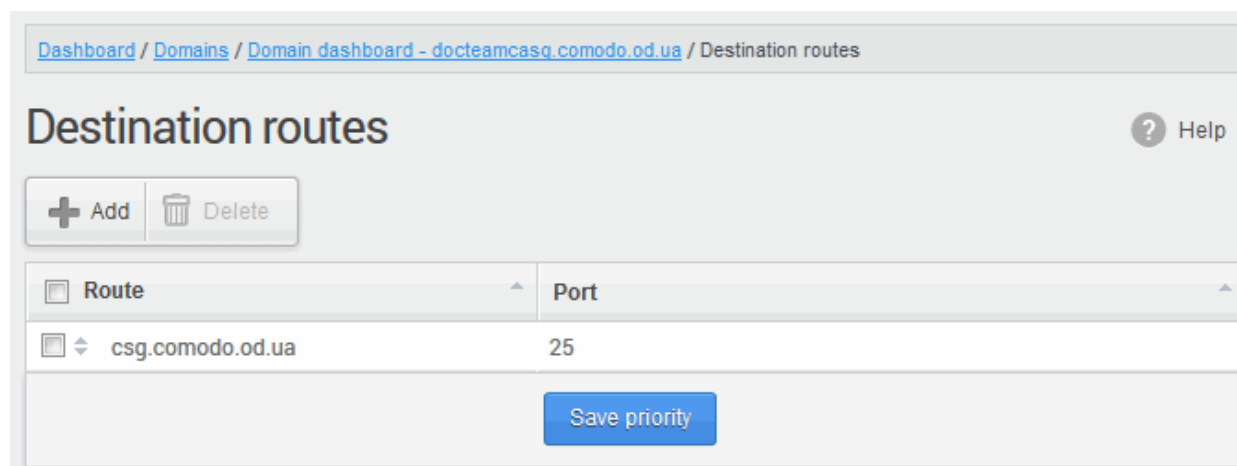 Dashboard / Domains / Domain dashboard - docteamcasg.comodo.od.ua / Destination routes
Destination routes
? Help
Add Delete
Route Port
csg.comodo.od.ua 25
Save priority